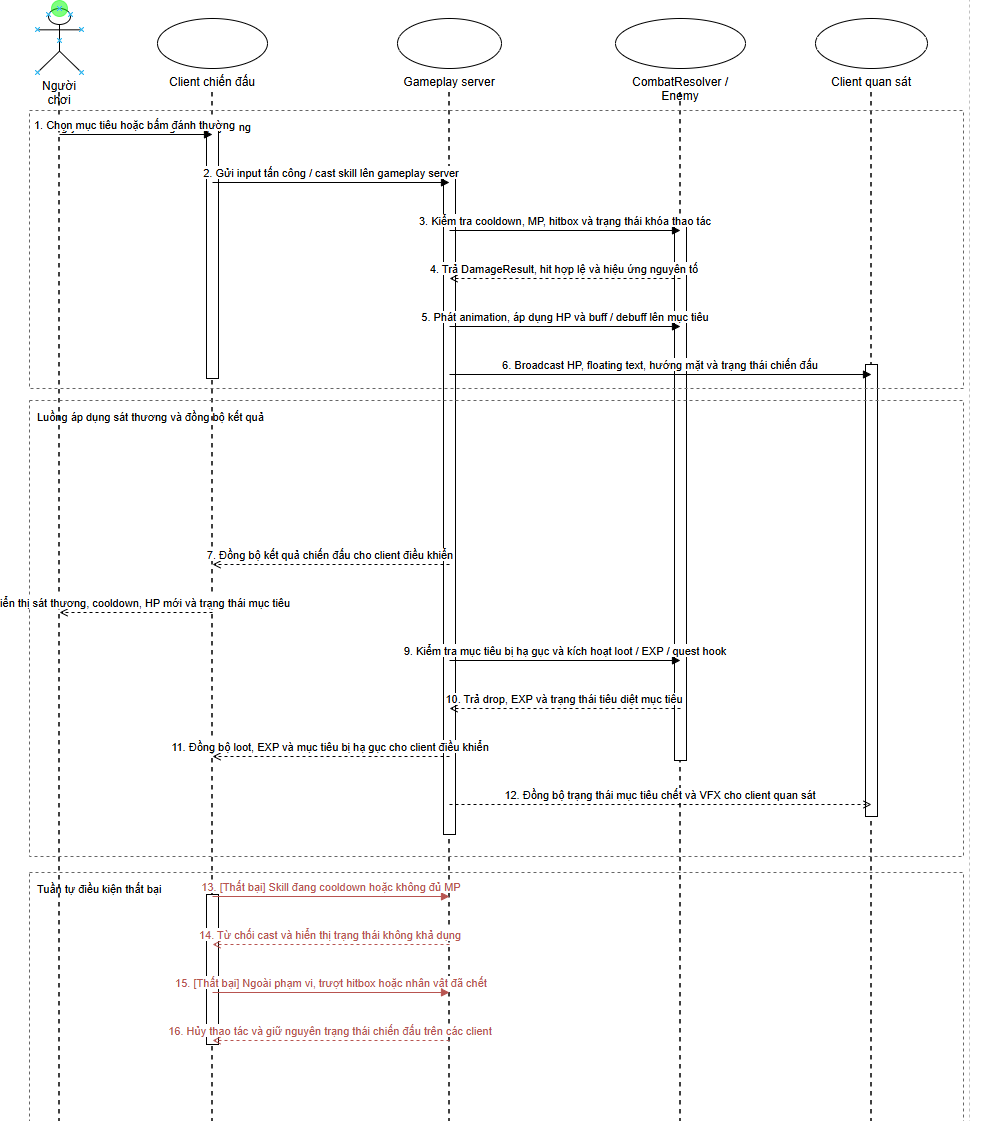 Người
chơi
Client chiến đấu
Gameplay server
CombatResolver /
Enemy
Client quan sát
1. Chọn mục tiêu hoặc bấm đánh thường
ng
2. Gửi input tấn công / cast skill lên gameplay server
3. Kiểm tra cooldown, MP, hitbox và trạng thái khóa thao tác
4. Trả DamageResult, hit hợp lệ và hiệu ứng nguyên tố
5. Phát animation, áp dụng HP và buff / debuff lên mục tiêu
6. Broadcast HP, floating text, hướng mặt và trạng thái chiến đấu
Luồng áp dụng sát thương và đồng bộ kết quả
7. Đồng bộ kết quả chiến đấu cho client điều khiển
iển thị sát thương, cooldown, HP mới và trạng thái mục tiêu
9. Kiểm tra mục tiêu bị hạ gục và kích hoạt loot / EXP / quest hook
10. Trả drop, EXP và trạng thái tiêu diệt mục tiêu
11. Đồng bộ loot, EXP và mục tiêu bị hạ gục cho client điều khiển
12. Đồng bộ trạng thái mục tiêu chết và VFX cho client quan sát
Tuần tự điều kiện thất bại
13. [Thất bại] Skill đang cooldown hoặc không đủ MP
14. Từ chối cast và hiển thị trạng thái không khả dụng
15. [Thất bại] Ngoài phạm vi, trượt hitbox hoặc nhân vật đã chết
16. Hủy thao tác và giữ nguyên trạng thái chiến đấu trên các client